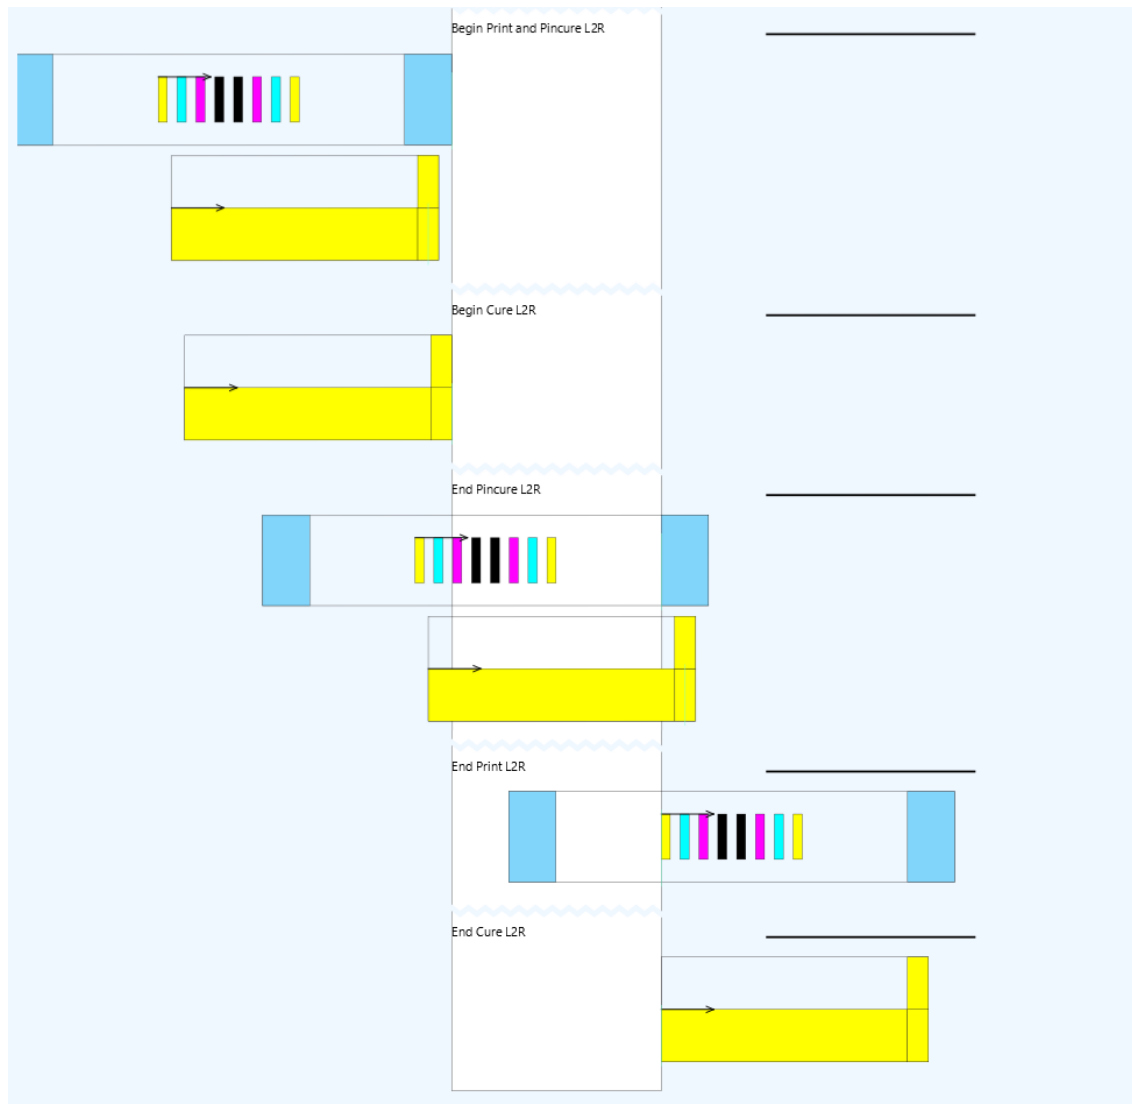 Begin Print and Pincure L2R
Begin Cure L2R
End Pincure L2R
End Print L2R
End Cure L2R